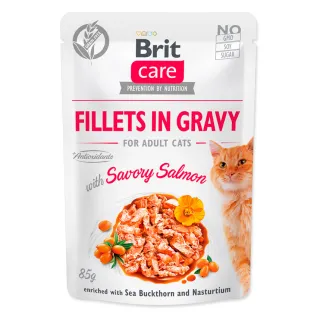 Brit
care
PREVENTION BY NUTRITION
NO
GMO
SOY
SUGAR
FILLETS IN GRAVY
FOR ADULT CATS
Antioxidants
with Savory Salmon
85g
enriched with Sea Buckthorn and Nasturtium